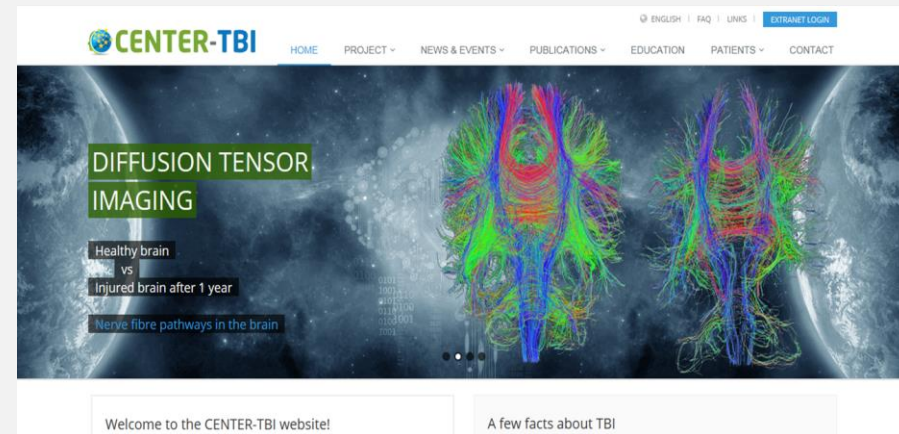 ENGLISH | FAQ | LINKS | EXTRANET LOGIN
CENTER-TBI
HOME PROJECT NEWS & EVENTS PUBLICATIONS EDUCATION PATIENTS CONTACT
DIFFUSION TENSOR
IMAGING
Healthy brain
vs
Injured brain after 1 year
Nerve fibre pathways in the brain
Welcome to the CENTER-TBI website!
A few facts about TBI